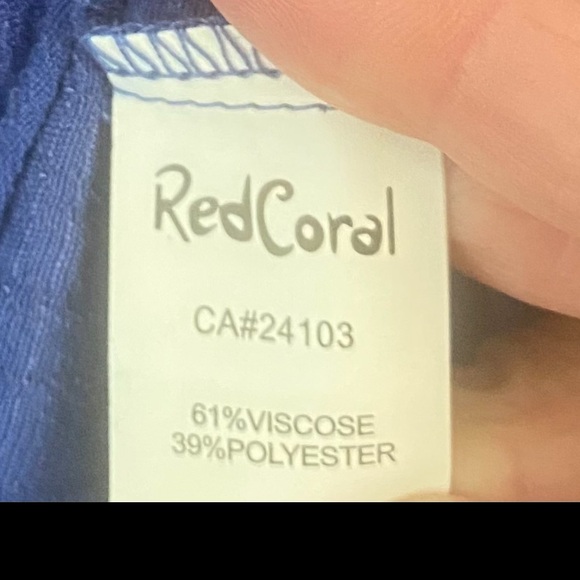 RedCoral
CA#24103
61%VISCOSE
39%POLYESTER